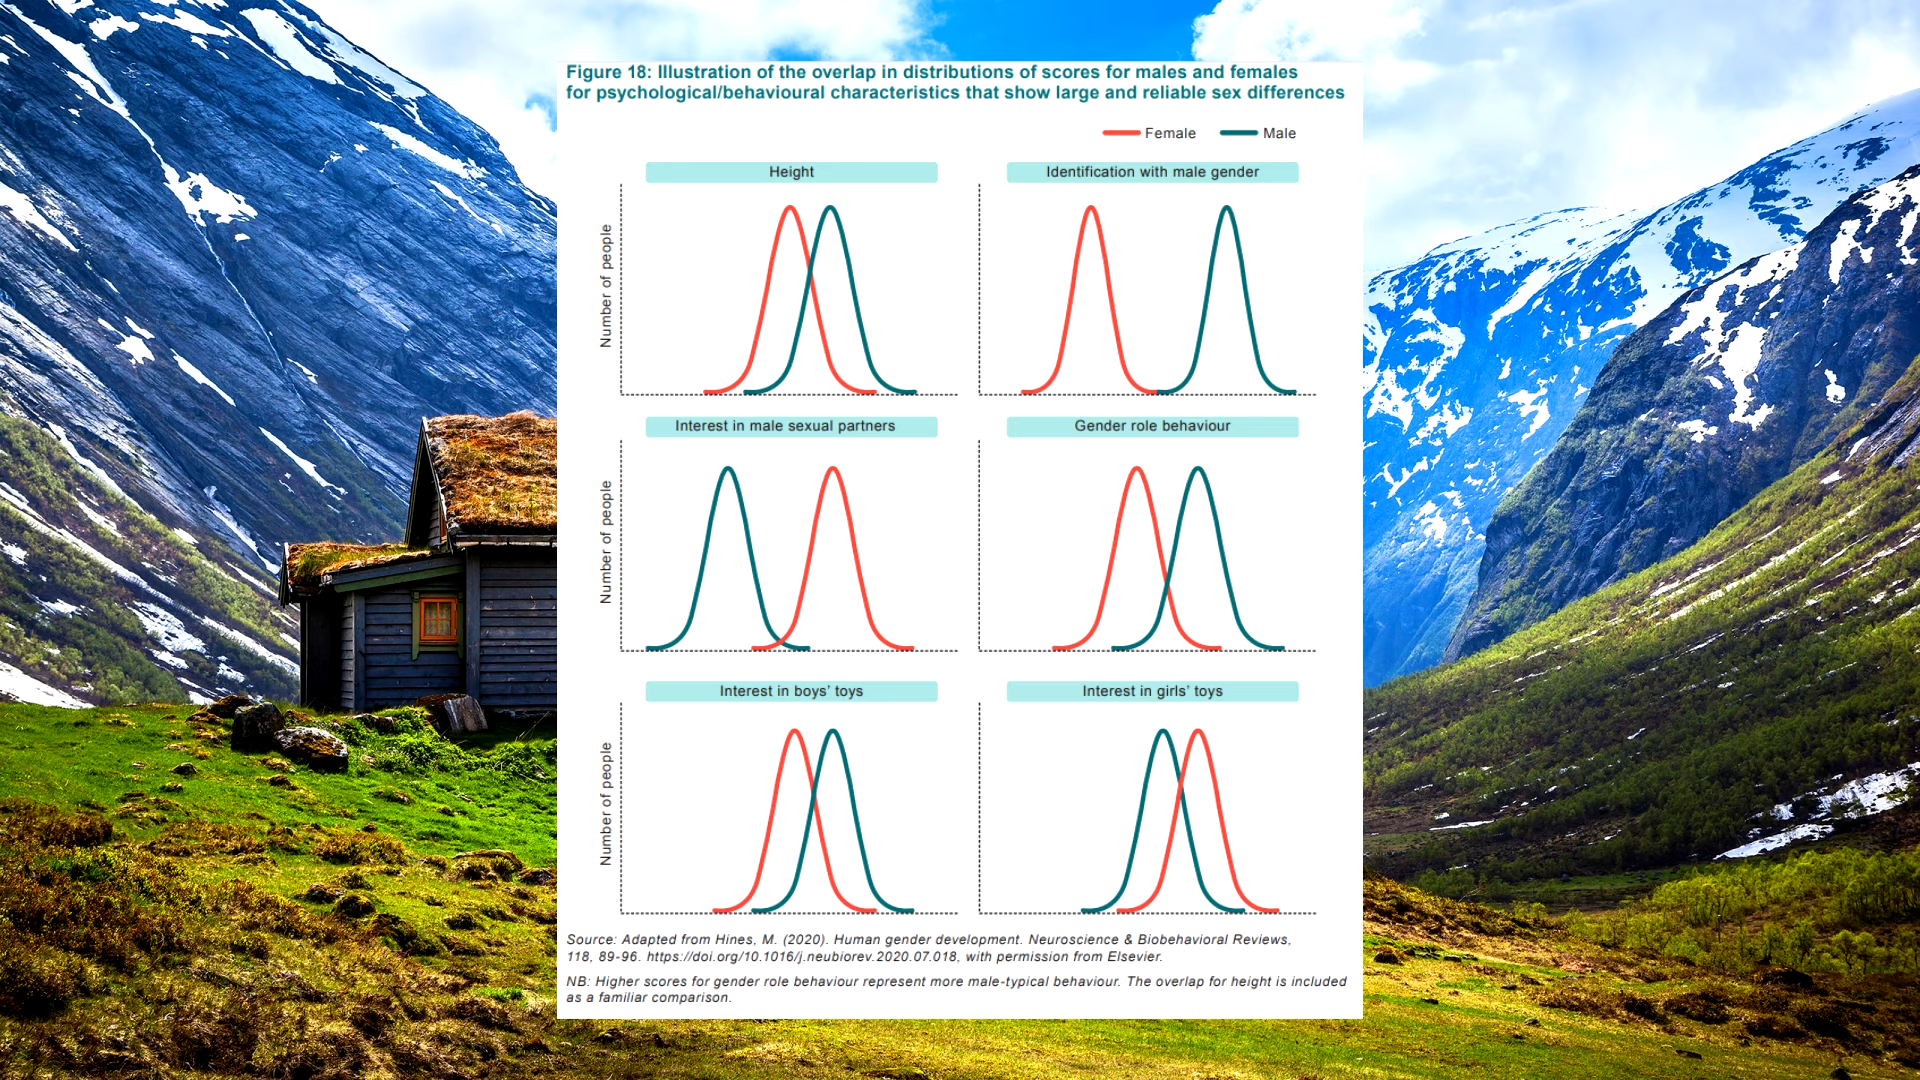 Figure 18: Illustration of the overlap in distributions of scores for males and females
for psychological/behavioural characteristics that show large and reliable sex differences
Female
Male
Height
Identification with male gender
Number of people
Interest in male sexual partners
Gender role behaviour
Number of people
Interest in boys’ toys
Interest in girls’ toys
Number of people
Source: Adapted from Hines, M. (2020). Human gender development. Neuroscience & Biobehavioral Reviews,
118, 89-96. https://doi.org/10.1016/j.neubiorev.2020.07.018, with permission from Elsevier.
NB: Higher scores for gender role behaviour represent more male-typical behaviour. The overlap for height is included
as a familiar comparison.